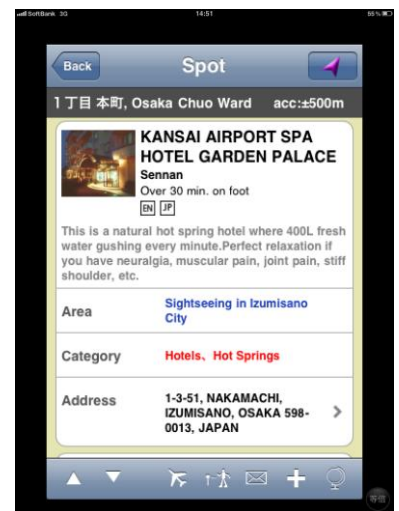 SoftBank 3G
14:51
55%
Back
Spot
1丁目 本町, Osaka Chuo Ward acc:±500m
KANSAI AIRPORT SPA
HOTEL GARDEN PALACE
Sennan
Over 30 min. on foot
EN JP
This is a natural hot spring hotel where 400L fresh
water gushing every minute.Perfect relaxation if
you have neuralgia, muscular pain, joint pain, stiff
shoulder, etc.
Area
Sightseeing in Izumisano
City
Category
Hotels、Hot Springs
Address
1-3-51, NAKAMACHI,
IZUMISANO, OSAKA 598-
0013, JAPAN
等倍